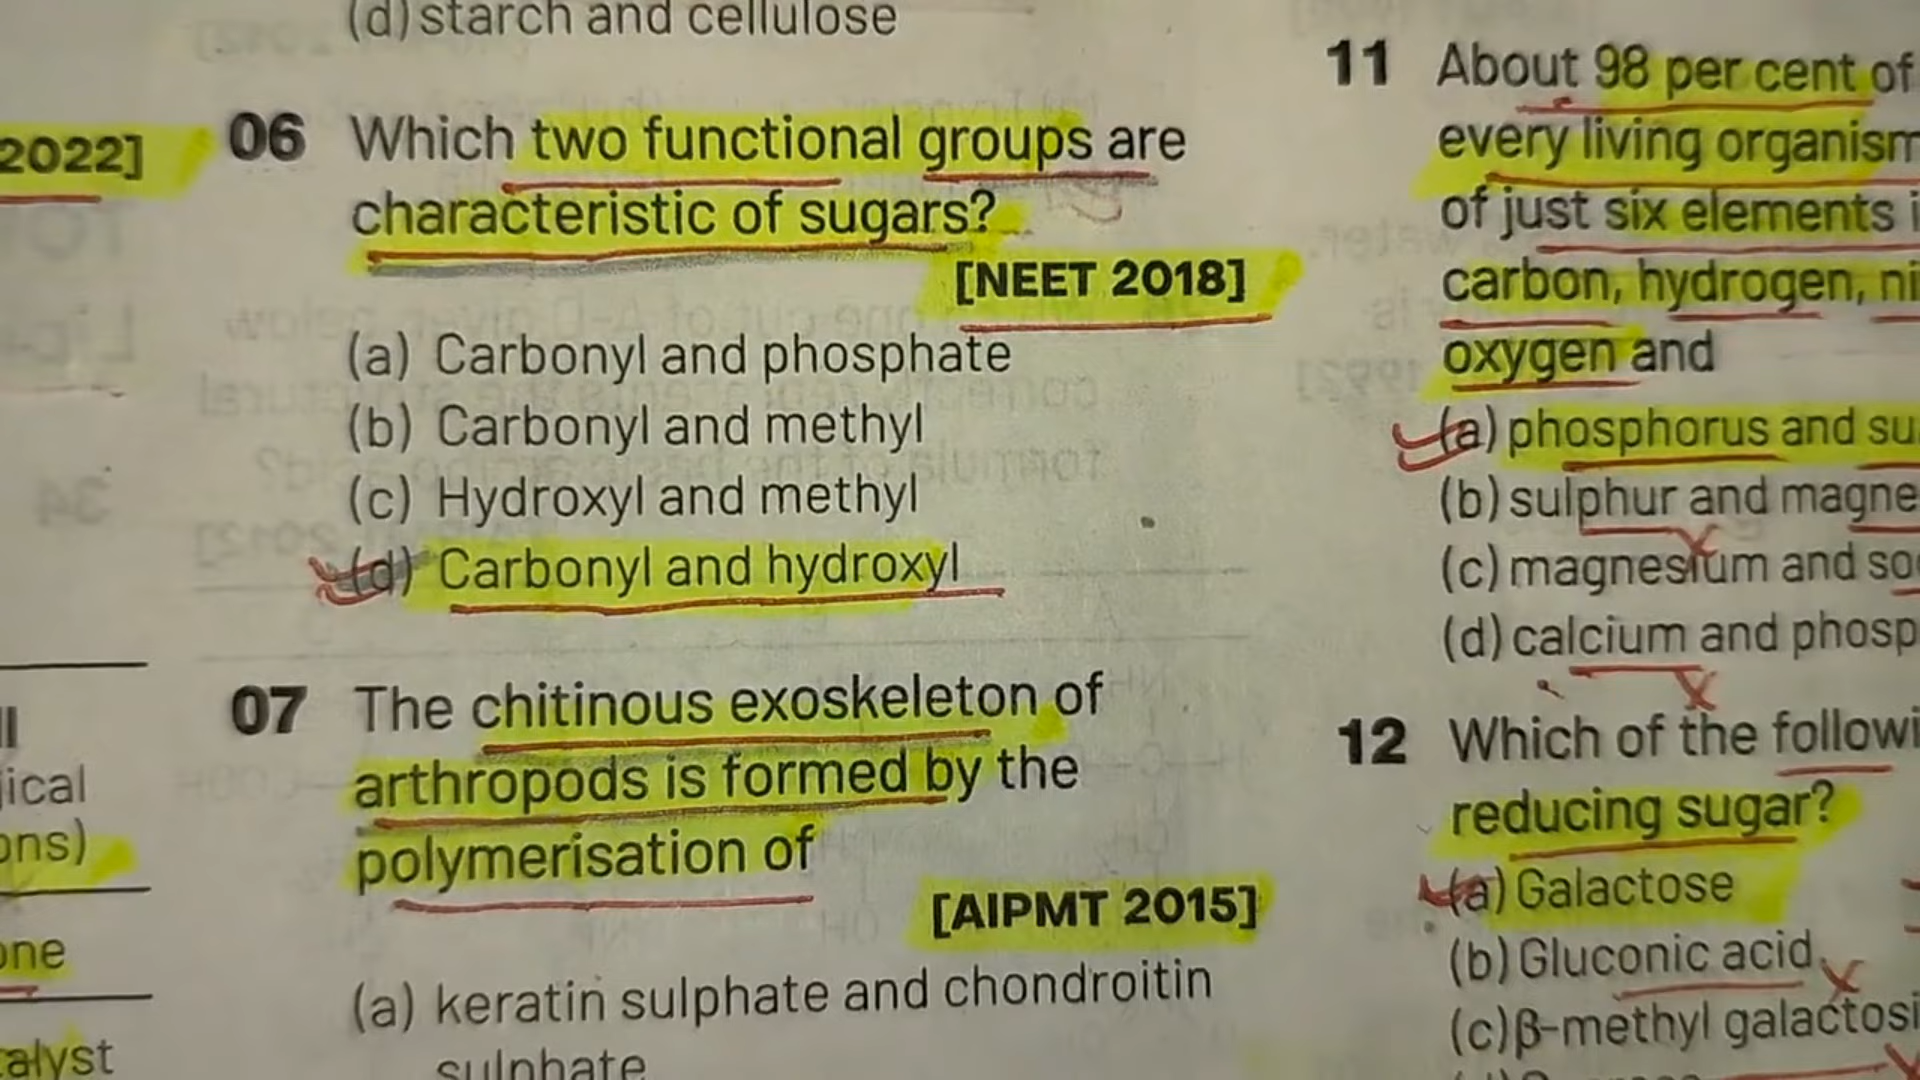 2022]
ical
ons)
one
alyst
(d) starch and cellulose
06 Which two functional groups are
characteristic of sugars?
[NEET 2018]
(a) Carbonyl and phosphate
(b) Carbonyl and methyl
(c) Hydroxyl and methyl
(d) Carbonyl and hydroxyl
07 The chitinous exoskeleton of
arthropods is formed by the
polymerisation of
[AIPMT 2015]
(a) keratin sulphate and chondroitin
sulphate
11 About 98 per cent of
every living organism
of just six elements i
carbon, hydrogen, ni
oxygen and
(a) phosphorus and su
(b) sulphur and magne
(c) magnesium and so
(d) calcium and phosp
12 Which of the followi
reducing sugar?
(a) Galactose
(b) Gluconic acid
(c) β-methyl galactosi